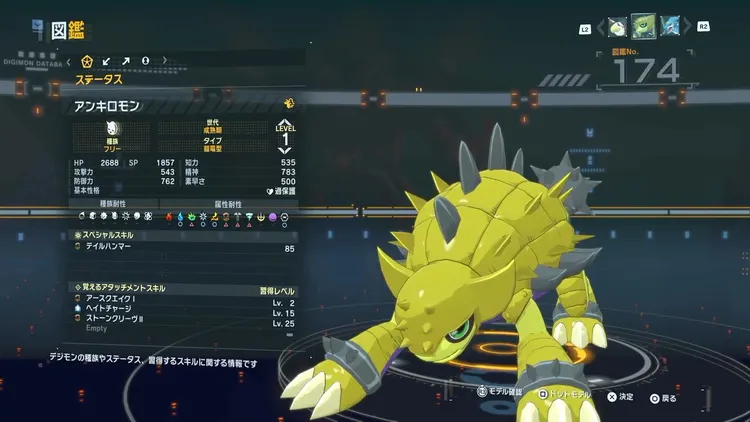 図鑑
DIGIMON DATABA
ステータス
L2
R2
図鑑No.
174
アンキロモン
種族
フリー
世代
成熟期
タイプ
鎧竜型
LEVEL
1
HP 2688 SP 1857 知力 535
攻撃力 543 精神 783
防御力 762 素早さ 500
基本性格 過保護
種族耐性 属性耐性
スペシャルスキル
テイルハンマー 85
覚えるアタッチメントスキル 習得レベル
アースクエイクⅠ Lv. 2
ヘイトチャージ Lv. 15
ストーンクリーヴⅡ Lv. 25
Empty
デジモンの種族やステータス、習得するスキルに関する情報です
R3 モデル確認 ドットモデル 決定 戻る